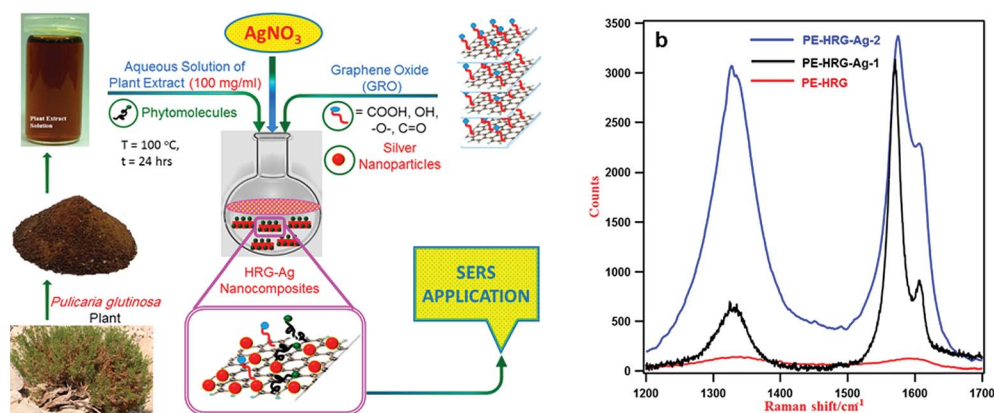 Plant Extract
Solution
AgNO3
Aqueous Solution of
Plant Extract (100 mg/ml)
Phytomolecules
T = 100 °C,
t = 24 hrs
Graphene Oxide
(GRO)
= COOH, OH,
-O-, C=O
Silver
Nanoparticles
HRG-Ag
Nanocomposites
Pulicaria glutinosa
Plant
SERS
APPLICATION
b
PE-HRG-Ag-2
PE-HRG-Ag-1
PE-HRG
Counts
3500
3000
2500
2000
1500
1000
500
0
1200
1300
1400
1500
1600
1700
Raman shift/cm-1